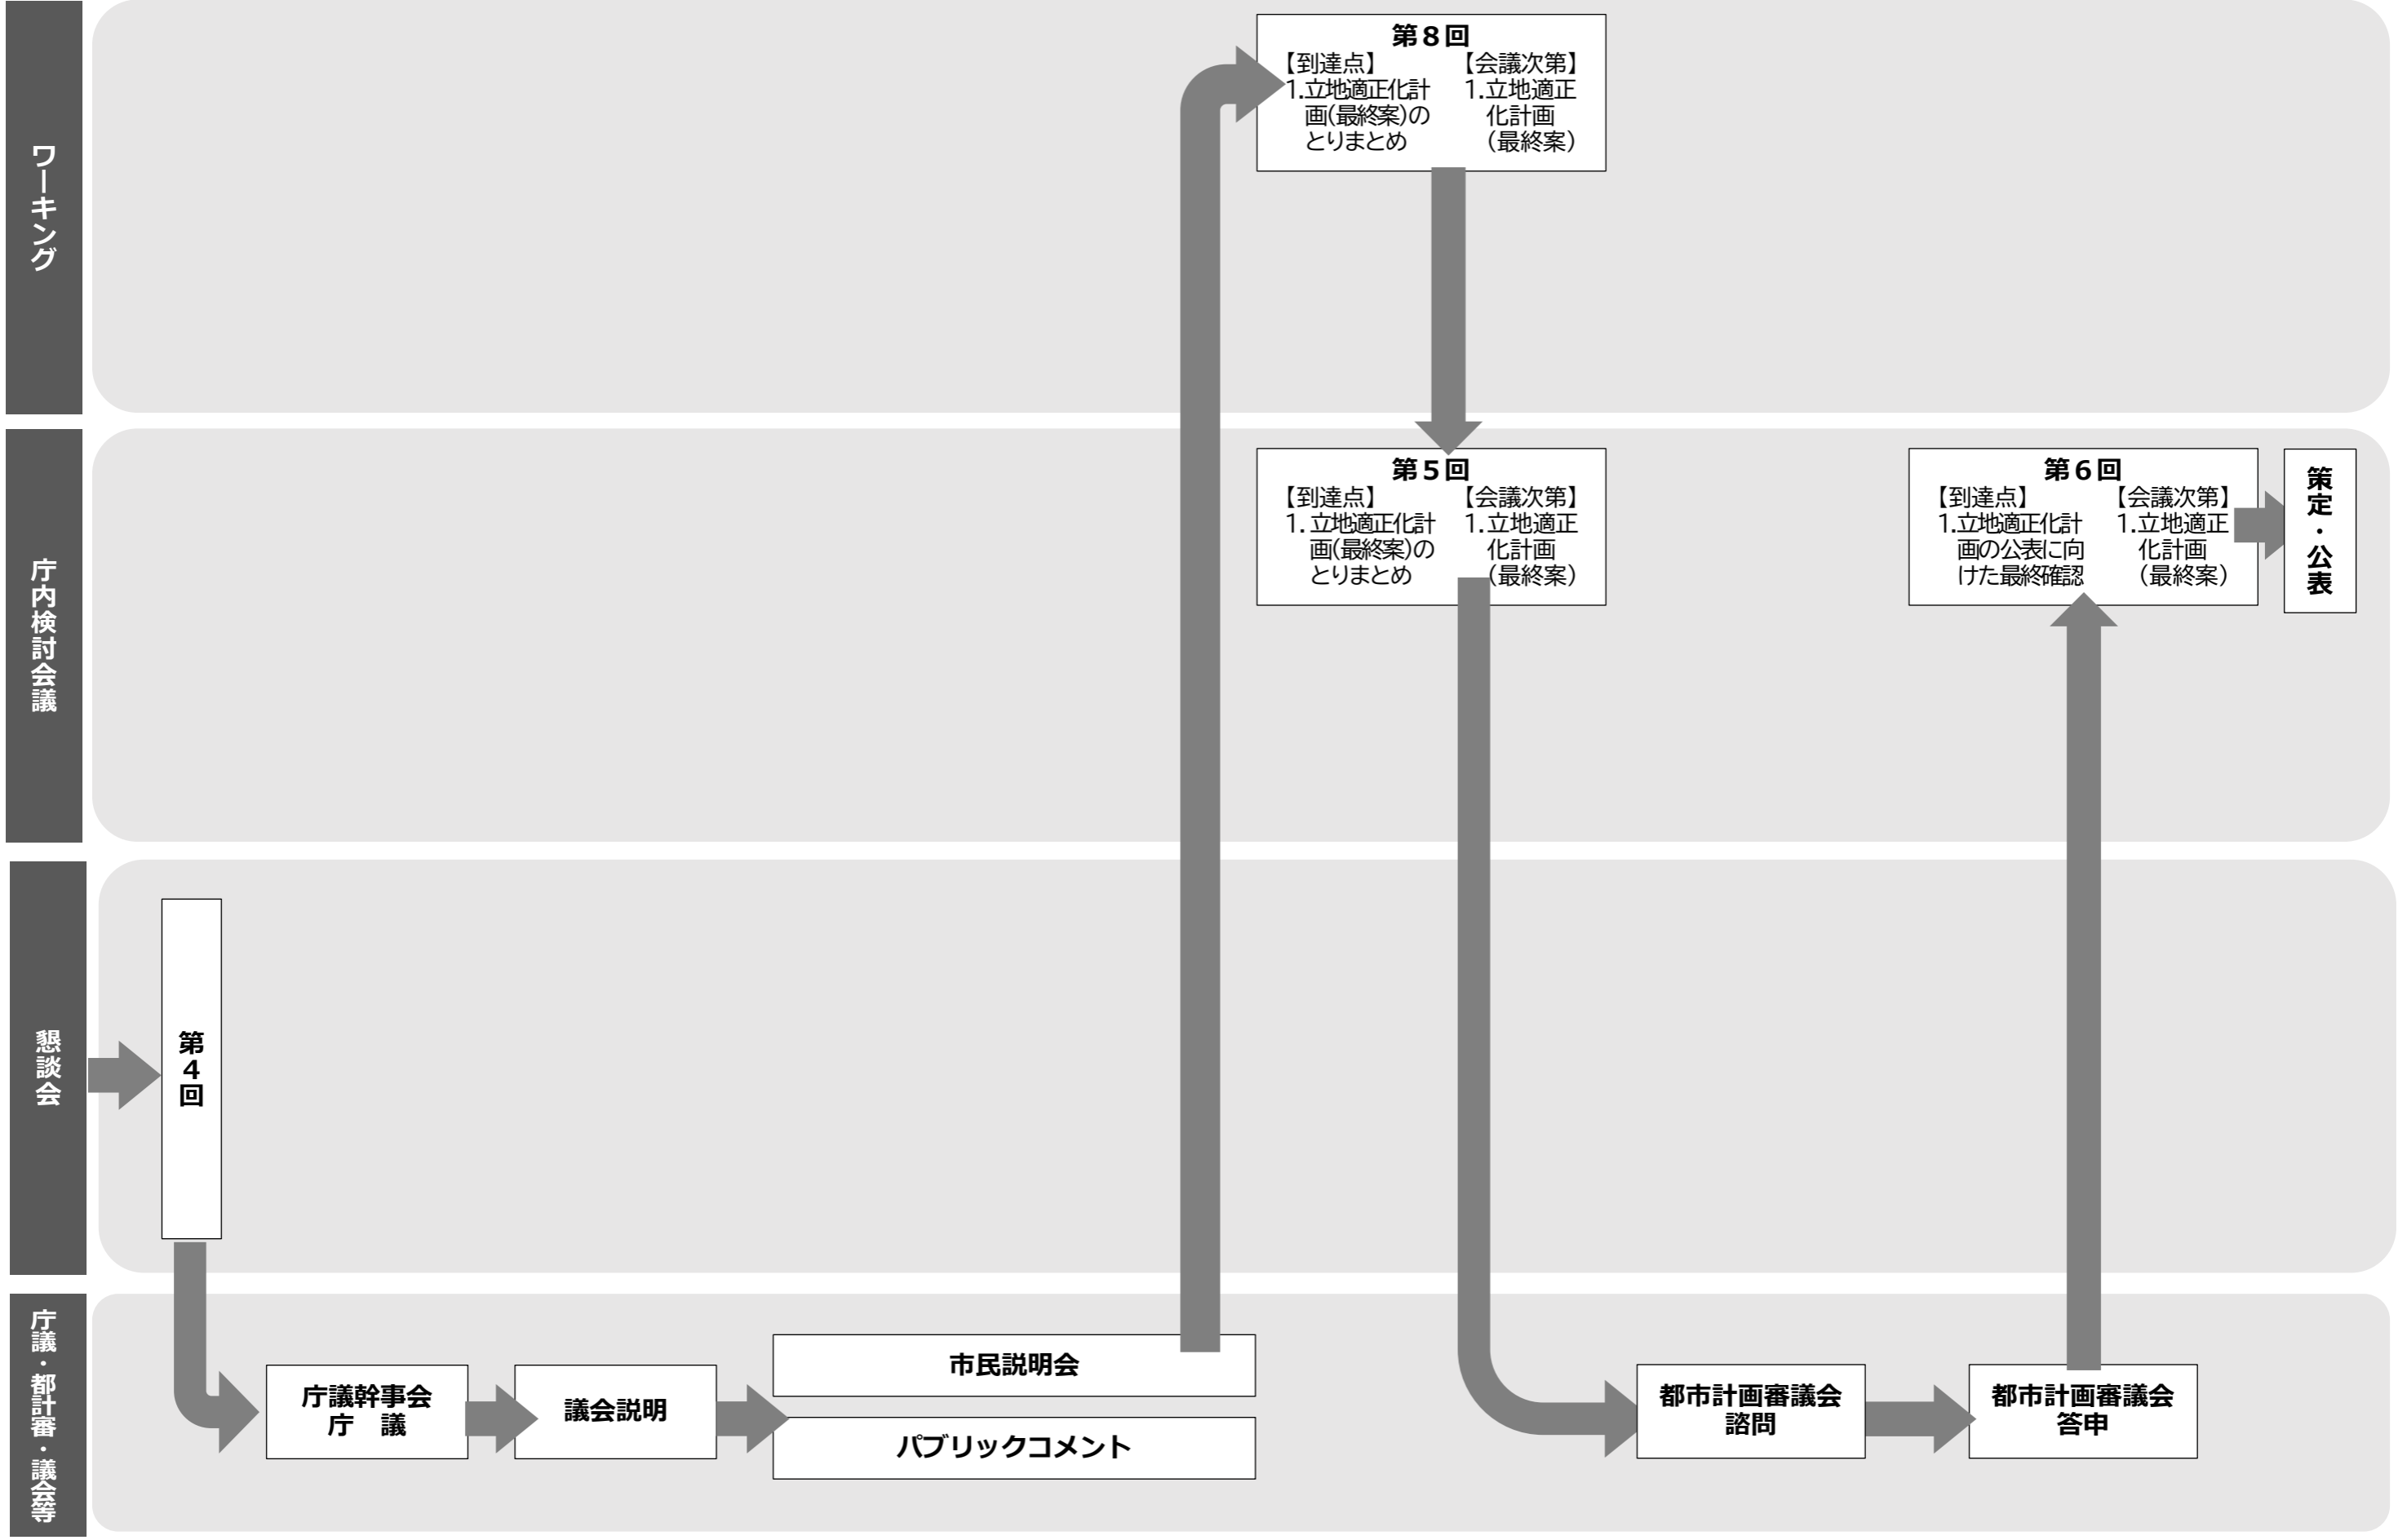 ワーキング
第８回
【到達点】
1.立地適正化計
画(最終案)の
とりまとめ
【会議次第】
1.立地適正
化計画
（最終案）
庁内検討会議
第５回
【到達点】
1. 立地適正化計
画(最終案)の
とりまとめ
【会議次第】
1.立地適正
化計画
（最終案）
第６回
【到達点】
1.立地適正化計
画の公表に向
けた最終確認
【会議次第】
1.立地適正
化計画
（最終案）
策定・公表
懇談会
第４回
庁議・都計審・議会等
庁議幹事会
庁　議
議会説明
市民説明会
パブリックコメント
都市計画審議会
諮問
都市計画審議会
答申